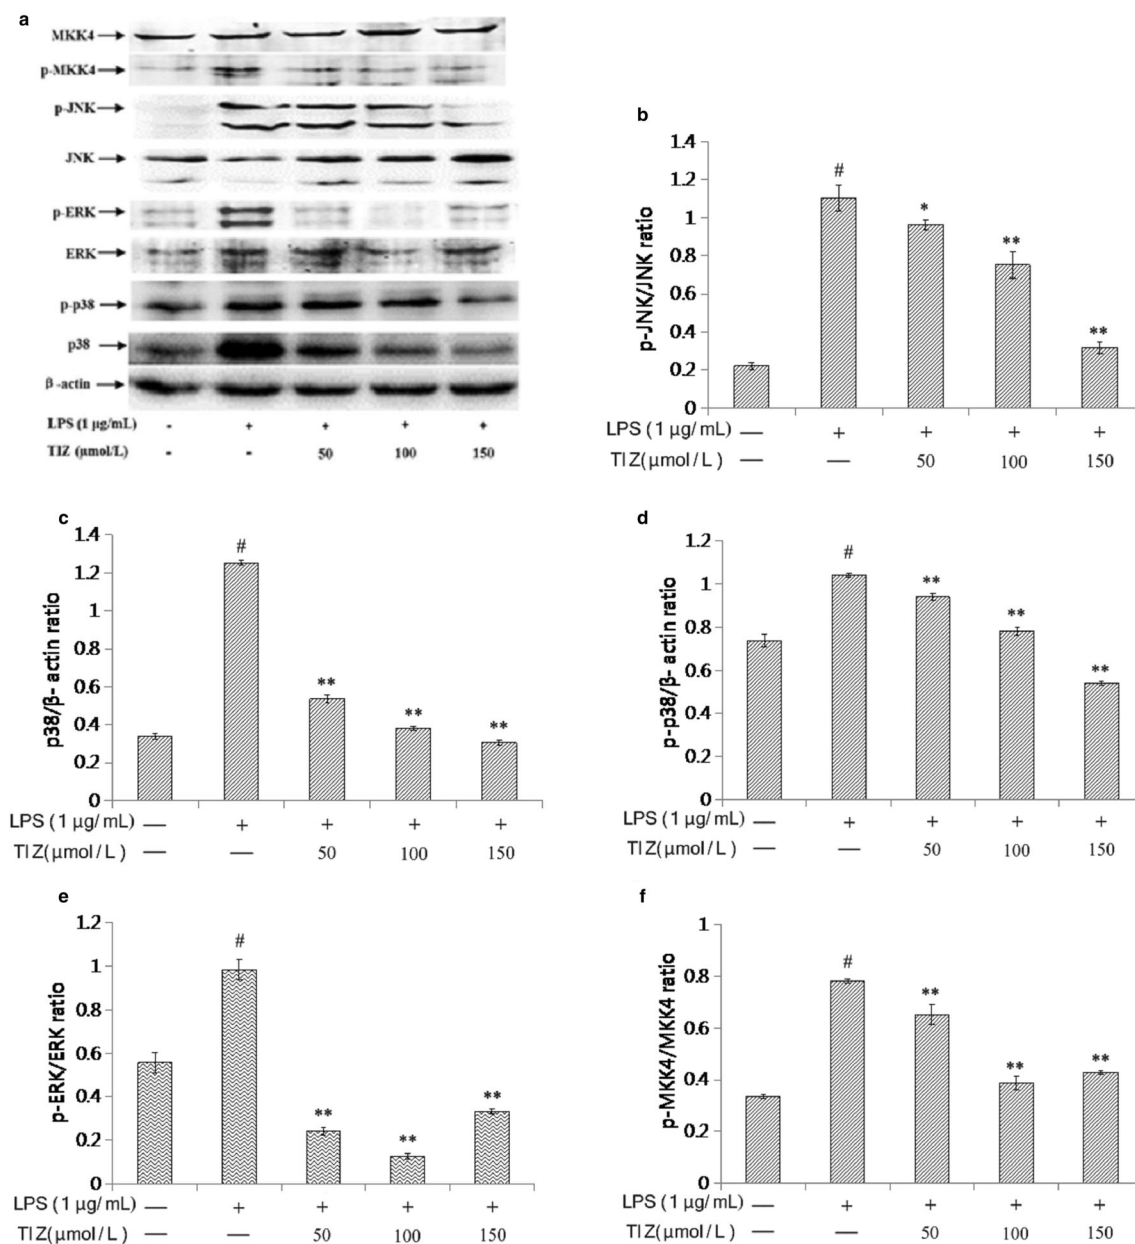 a
MKK4
p-MKK4
p-JNK
JNK
p-ERK
ERK
p-p38
p38
β-actin
LPS (1 μg/mL) - + + + +
TIZ (μmol/L) - - 50 100 150
b
p-JNK/JNK ratio
1.4
1.2
1
0.8
0.6
0.4
0.2
0
# * ** **
LPS (1 μg/mL) — + + + +
TIZ(μmol/L) — — 50 100 150
c
p38/β- actin ratio
1.4
1.2
1
0.8
0.6
0.4
0.2
0
# ** ** **
LPS (1 μg/mL) — + + + +
TIZ(μmol/L) — — 50 100 150
d
p-p38/β- actin ratio
1.2
1
0.8
0.6
0.4
0.2
0
# ** ** **
LPS (1 μg/mL) — + + + +
TIZ(μmol/L) — — 50 100 150
e
p-ERK/ERK ratio
1.2
1
0.8
0.6
0.4
0.2
0
# ** ** **
LPS (1 μg/mL) — + + + +
TIZ(μmol/L) — — 50 100 150
f
p-MKK4/MKK4 ratio
1
0.8
0.6
0.4
0.2
0
# ** ** **
LPS (1 μg/mL) — + + + +
TIZ(μmol/L) — — 50 100 150